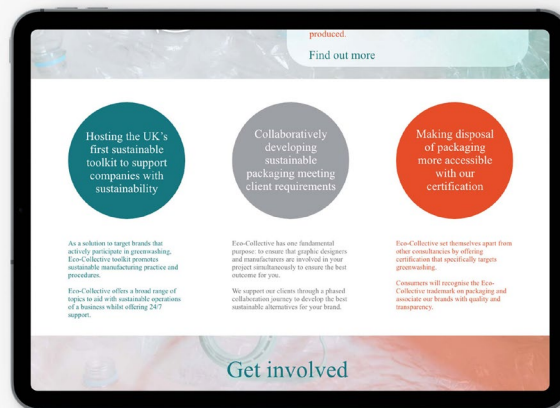 produced.
Find out more
Hosting the UK's
first sustainable
toolkit to support
companies with
sustainability
As a solution to target brands that
actively participate in greenwashing,
Eco-Collective toolkit promotes
sustainable manufacturing practice and
procedures.
Eco-Collective offers a broad range of
topics to aid with sustainable operations
of a business whilst offering 24/7
support.
Collaboratively
developing
sustainable
packaging meeting
client requirements
Eco-Collective has one fundamental
purpose: to ensure that graphic designers
and manufacturers are involved in your
project simultaneously to ensure the best
outcome for you.
We support our clients through a phased
collaboration journey to develop the best
sustainable alternatives for your brand.
Making disposal
of packaging
more accessible
with our
certification
Eco-Collective set themselves apart from
other consultancies by offering
certification that specifically targets
greenwashing.
Consumers will recognise the Eco-
Collective trademark on packaging and
associate our brands with quality and
transparency.
Get involved